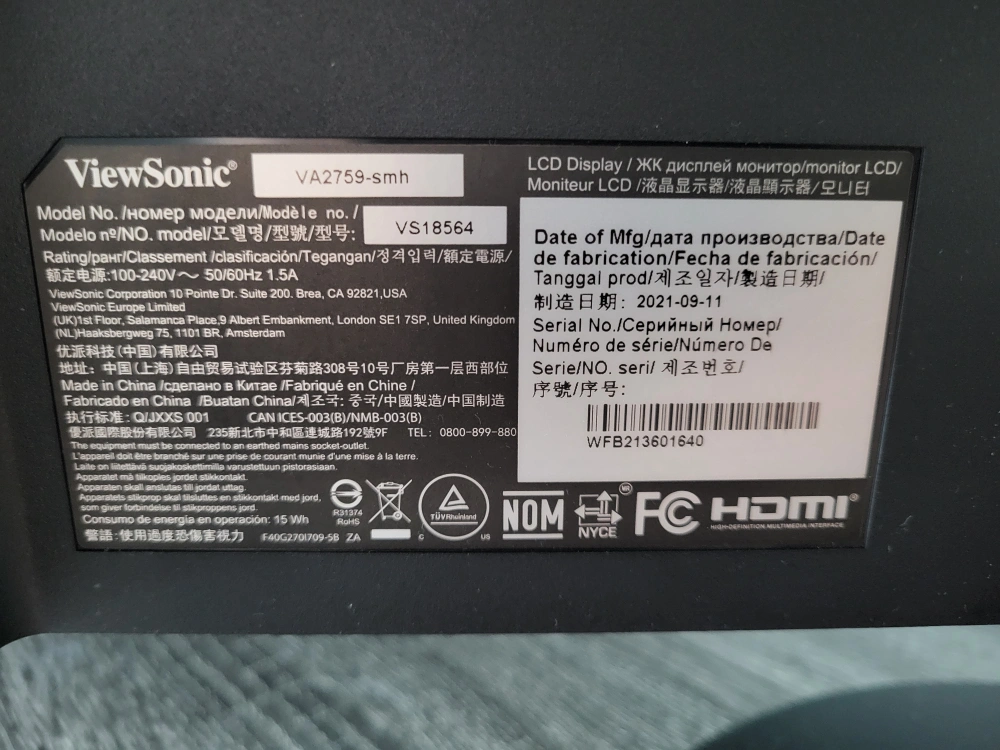 ViewSonic®
VA2759-smh
Model No. /номер модели/Modèle no. /
Modelo nº/NO. model/모델명/型號/型号:
VS18564
Rating/ранг/Classement /clasificación/Tegangan/정격입력/額定電源/
额定电源:100-240V～ 50/60Hz 1.5A
ViewSonic Corporation 10 Pointe Dr. Suite 200. Brea, CA 92821,USA
ViewSonic Europe Limited
(UK)1st Floor, Salamanca Place,9 Albert Embankment, London SE1 7SP, United Kingdom
(NL)Haaksbergweg 75, 1101 BR, Amsterdam
优派科技(中国)有限公司
地址: 中国(上海)自由贸易试验区芬菊路308号10号厂房第一层西部位
Made in China /сделано в Китае /Fabriqué en Chine /
Fabricado en China /Buatan China/제조국: 중국/中國製造/中国制造
执行标准: Q/JXXS 001 CAN ICES-003(B)/NMB-003(B)
優派國際股份有限公司 235新北市中和區連城路192號9F TEL: 0800-899-880
The equipment must be connected to an earthed mains socket-outlet.
L'appareil doit être branché sur une prise de courant munie d'une mise à la terre.
Laite on liitettävä suojakoskettimilla varustettuun pistorasiaan.
Apparatet må tilkoples jordet stikkontakt.
Apparaten skall anslutas till jordat uttag.
Apparatets stikprop skal tilsluttes en stikkontakt med jord,
som giver forbindelse til stikproppens jord.
Consumo de energía en operación: 15 Wh
警語: 使用過度恐傷害視力 F40G27OI709-5B ZA
R31374
RoHS
TÜVRheinland
C US
NOM
MR
NYCE
FC
HDMI®
HIGH-DEFINITION MULTIMEDIA INTERFACE
LCD Display / ЖК дисплей монитор/monitor LCD/
Moniteur LCD /液晶显示器/液晶顯示器/모니터
Date of Mfg/дата производства/Date
de fabrication/Fecha de fabricación/
Tanggal prod/제조일자/製造日期/
制造日期: 2021-09-11
Serial No./Серийный Номер/
Numéro de série/Número De
Serie/NO. seri/ 제조번호/
序號/序号:
WFB213601640